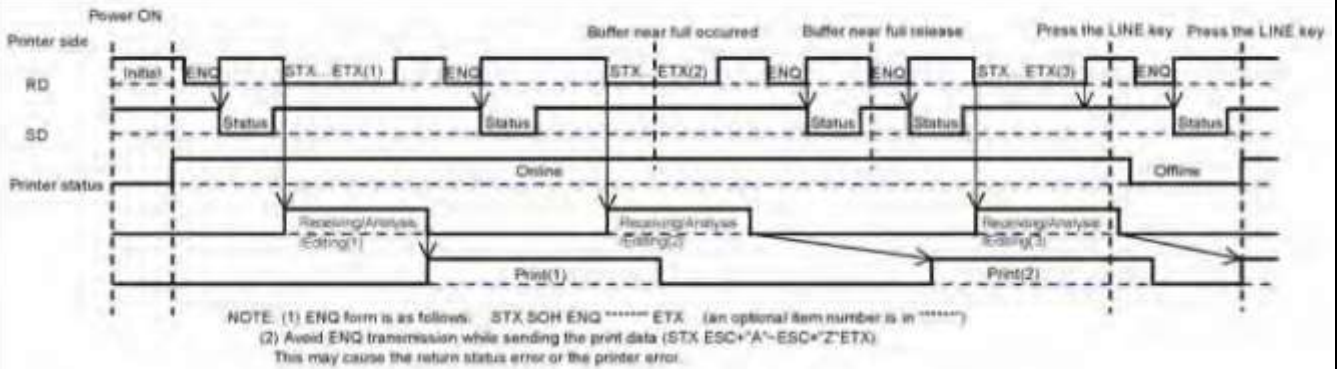 Power ON
Buffer near full occurred Buffer near full release Press the LINE key Press the LINE key
Printer side
Initial ENQ STX... ETX(1) ENQ STX... ETX(2) ENQ ENQ STX... ETX(3) ENQ
RD
Status Status Status Status Status
SD
Online Offline
Printer status
Receiving/Analysis Receiving/Analysis Receiving/Analysis
/Editing(1) /Editing(2) /Editing(3)
Print(1) Print(2)
NOTE: (1) ENQ form is as follows: STX SOH ENQ "******" ETX (an optional item number is in "******")
(2) Avoid ENQ transmission while sending the print data (STX ESC+"A"~ESC+"Z"ETX)
This may cause the return status error or the printer error.